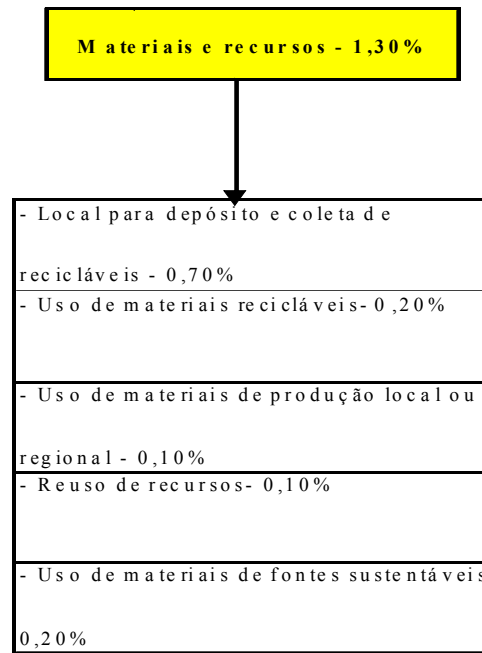 Materiais e recursos - 1,30%
- Local para depósito e coleta de
recicláveis - 0,70%
- Uso de materiais recicláveis- 0,20%
- Uso de materiais de produção local ou
regional - 0,10%
- Reuso de recursos- 0,10%
- Uso de materiais de fontes sustentáveis
0,20%